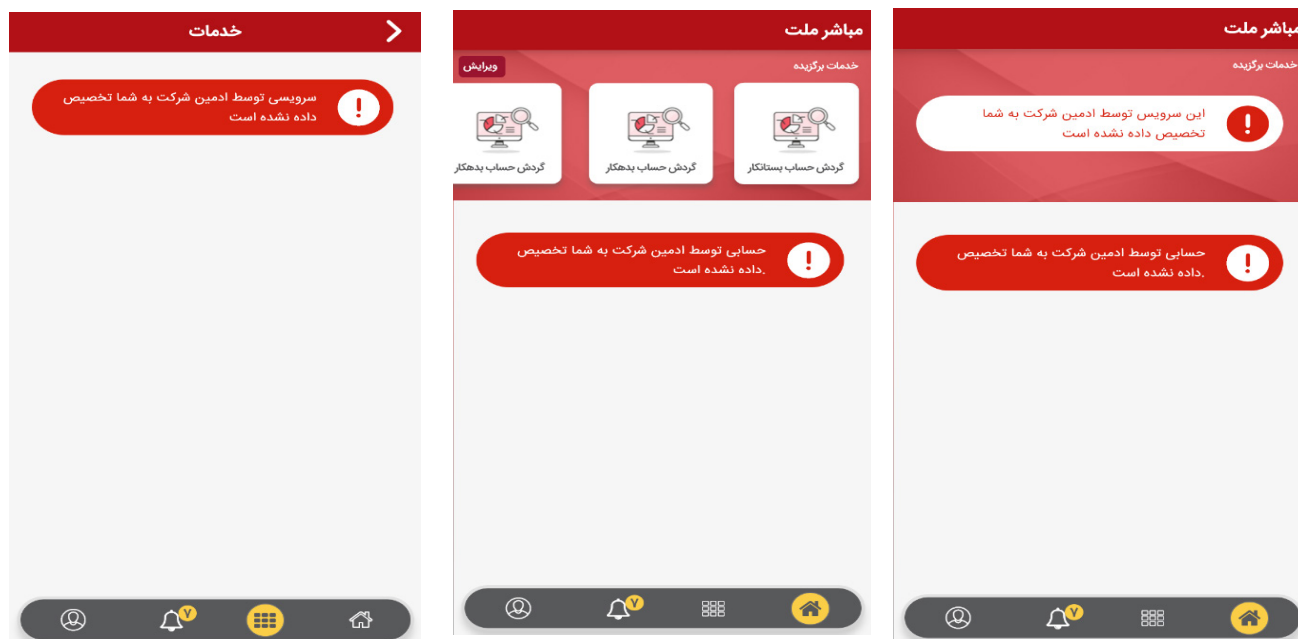 خدمات
سرویسی توسط ادمین شرکت به شما تخصیص
داده نشده است
۷
مباشر ملت
خدمات برگزیده
ویرایش
گردش حساب بستانکار
گردش حساب بدهکار
گردش حساب بدهکار
حسابی توسط ادمین شرکت به شما تخصیص
.داده نشده است
۷
مباشر ملت
خدمات برگزیده
این سرویس توسط ادمین شرکت به شما
تخصیص داده نشده است
حسابی توسط ادمین شرکت به شما تخصیص
.داده نشده است
۷